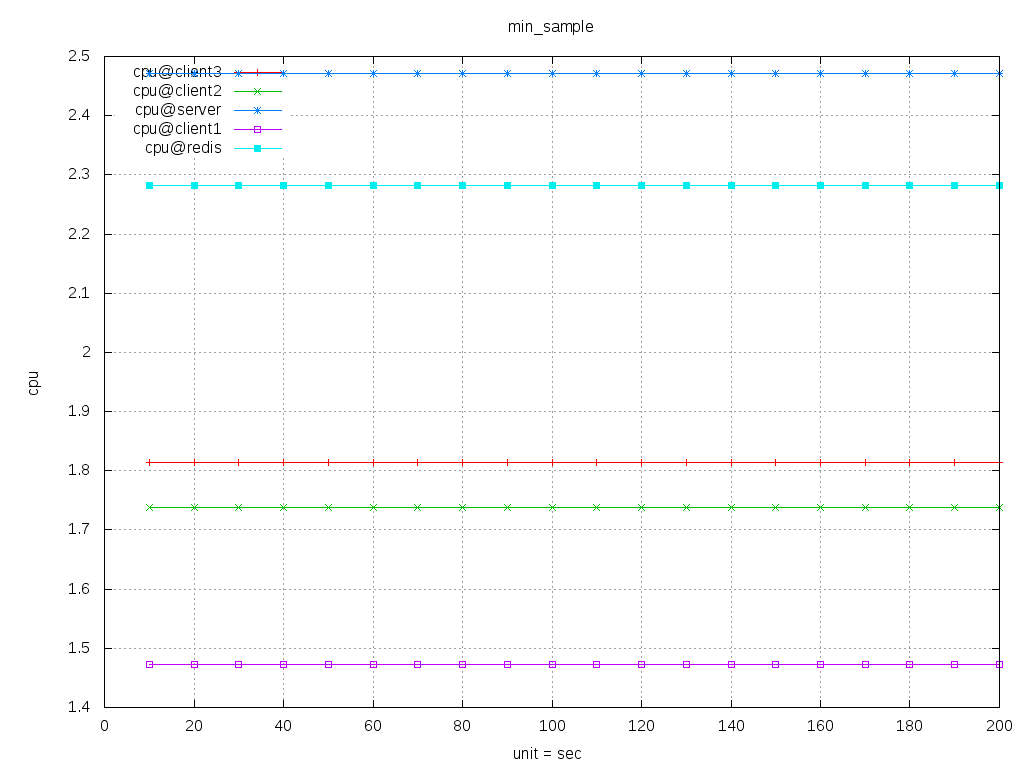 min_sample
2.5
cpu@client3
cpu@client2
2.4
cpu@server
cpu@client1
cpu@redis
2.3
2.2
2.1
2
cpu
1.9
1.8
1.7
1.6
1.5
1.4
0 20 40 60 80 100 120 140 160 180 200
unit = sec